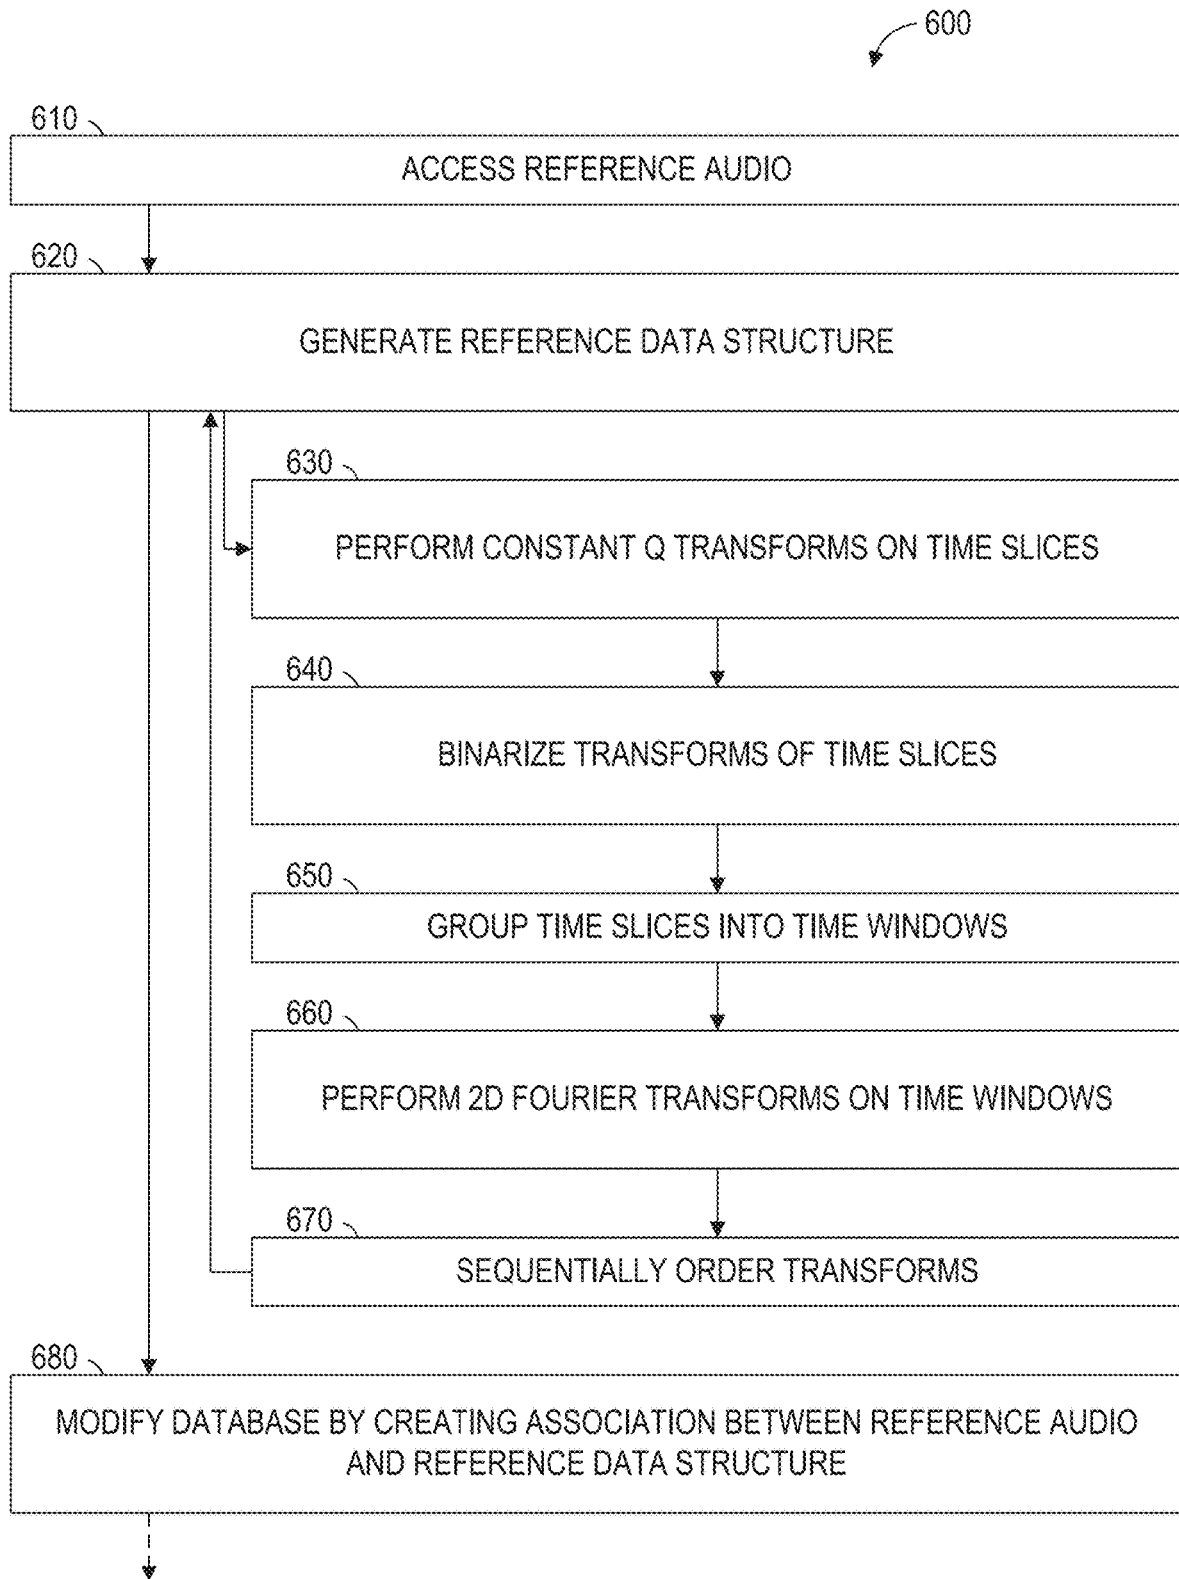 600
610
ACCESS REFERENCE AUDIO
620
GENERATE REFERENCE DATA STRUCTURE
630
PERFORM CONSTANT Q TRANSFORMS ON TIME SLICES
640
BINARIZE TRANSFORMS OF TIME SLICES
650
GROUP TIME SLICES INTO TIME WINDOWS
660
PERFORM 2D FOURIER TRANSFORMS ON TIME WINDOWS
670
SEQUENTIALLY ORDER TRANSFORMS
680
MODIFY DATABASE BY CREATING ASSOCIATION BETWEEN REFERENCE AUDIO
AND REFERENCE DATA STRUCTURE